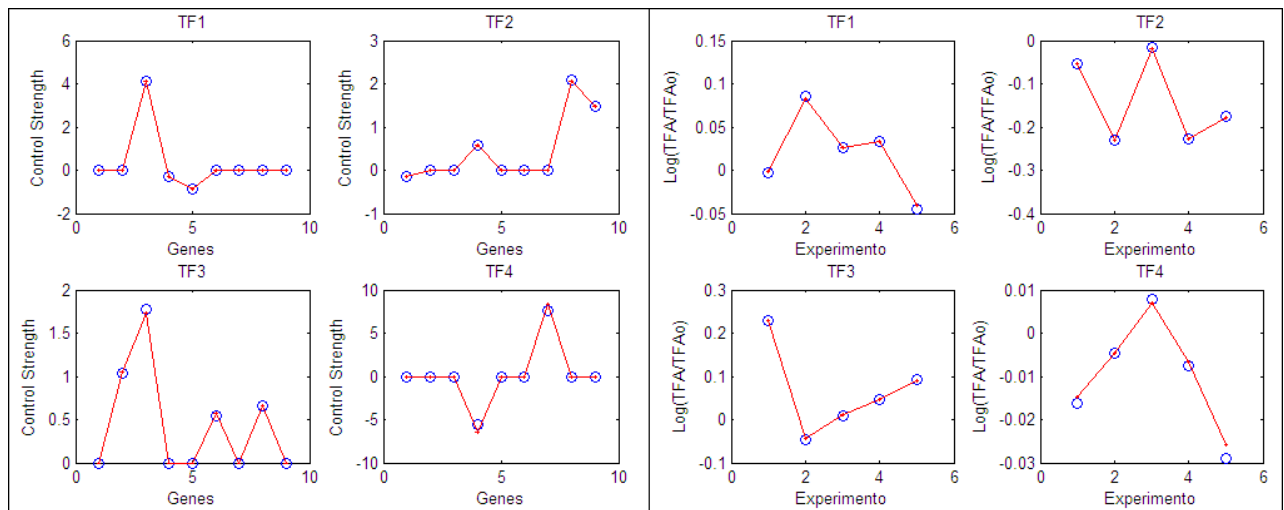 TF1
Control Strength
6
4
2
0
-2
0 5 10
Genes
TF2
Control Strength
3
2
1
0
-1
0 5 10
Genes
TF3
Control Strength
2
1.5
1
0.5
0
0 5 10
Genes
TF4
Control Strength
10
5
0
-5
-10
0 5 10
Genes
TF1
Log(TFA/TFAo)
0.15
0.1
0.05
0
-0.05
0 2 4 6
Experimento
TF2
Log(TFA/TFAo)
0
-0.1
-0.2
-0.3
-0.4
0 2 4 6
Experimento
TF3
Log(TFA/TFAo)
0.3
0.2
0.1
0
-0.1
0 2 4 6
Experimento
TF4
Log(TFA/TFAo)
0.01
0
-0.01
-0.02
-0.03
0 2 4 6
Experimento